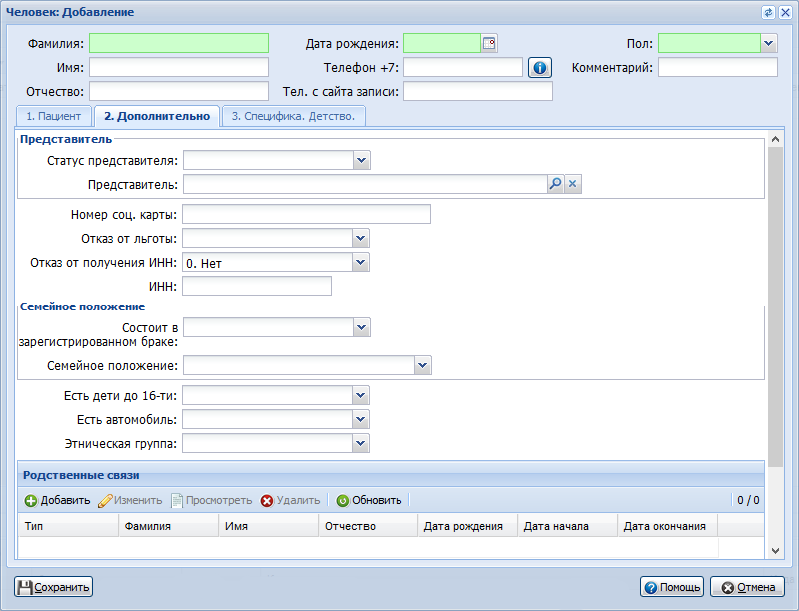 Человек: Добавление
Фамилия: Дата рождения: Пол:
Имя: Телефон +7: Комментарий:
Отчество: Тел. с сайта записи:
1. Пациент 2. Дополнительно 3. Специфика. Детство.
Представитель
Статус представителя:
Представитель:
Номер соц. карты:
Отказ от льготы:
Отказ от получения ИНН: 0. Нет
ИНН:
Семейное положение
Состоит в
зарегистрированном браке:
Семейное положение:
Есть дети до 16-ти:
Есть автомобиль:
Этническая группа:
Родственные связи
Добавить Изменить Просмотреть Удалить Обновить 0 / 0
Тип Фамилия Имя Отчество Дата рождения Дата начала Дата окончания
Сохранить Помощь Отмена